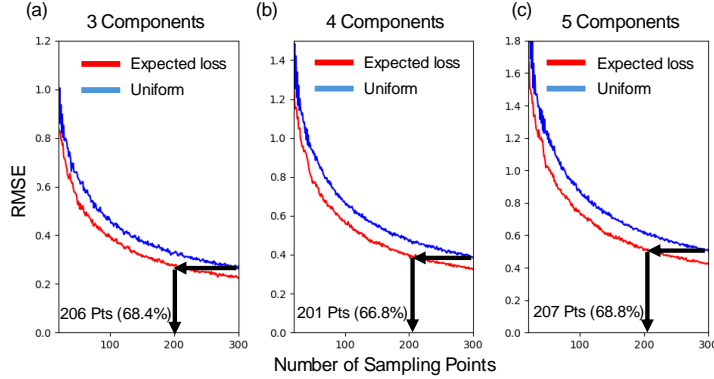 (a) 3 Components
(b) 4 Components
(c) 5 Components
RMSE
1.2
1.0
0.8
0.6
0.4
0.2
0.0
Expected loss
Uniform
206 Pts (68.4%)
100
200
300
1.4
1.2
1.0
0.8
0.6
0.4
0.2
0.0
Expected loss
Uniform
201 Pts (66.8%)
100
200
300
1.8
1.6
1.4
1.2
1.0
0.8
0.6
0.4
0.2
0.0
Expected loss
Uniform
207 Pts (68.8%)
100
200
300
Number of Sampling Points